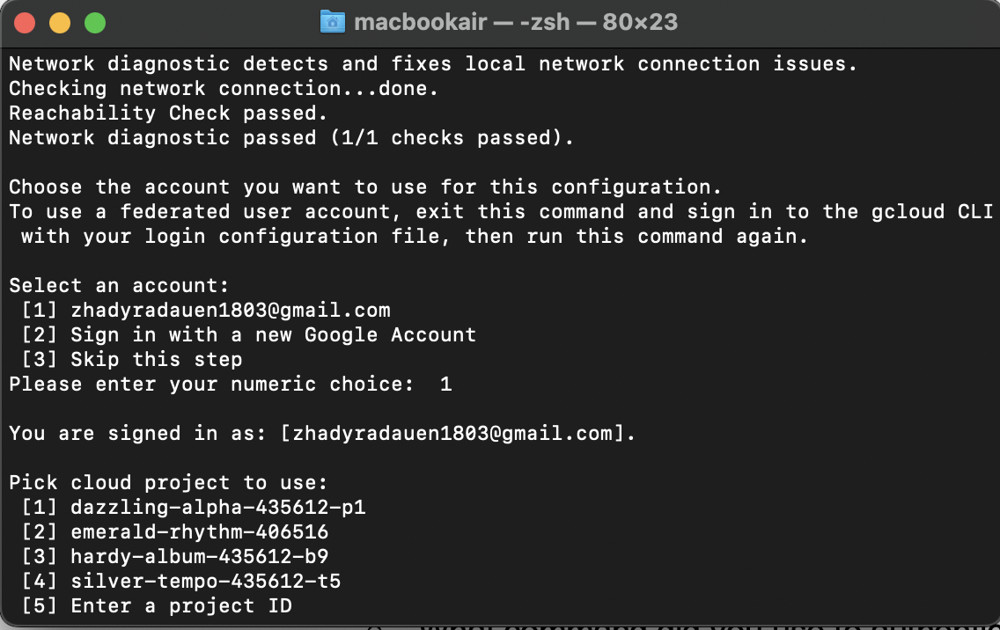 macbookair — -zsh — 80×23
Network diagnostic detects and fixes local network connection issues.
Checking network connection...done.
Reachability Check passed.
Network diagnostic passed (1/1 checks passed).
Choose the account you want to use for this configuration.
To use a federated user account, exit this command and sign in to the gcloud CLI
with your login configuration file, then run this command again.
Select an account:
[1] zhadyradauen1803@gmail.com
[2] Sign in with a new Google Account
[3] Skip this step
Please enter your numeric choice:  1
You are signed in as: [zhadyradauen1803@gmail.com].
Pick cloud project to use:
[1] dazzling-alpha-435612-p1
[2] emerald-rhythm-406516
[3] hardy-album-435612-b9
[4] silver-tempo-435612-t5
[5] Enter a project ID